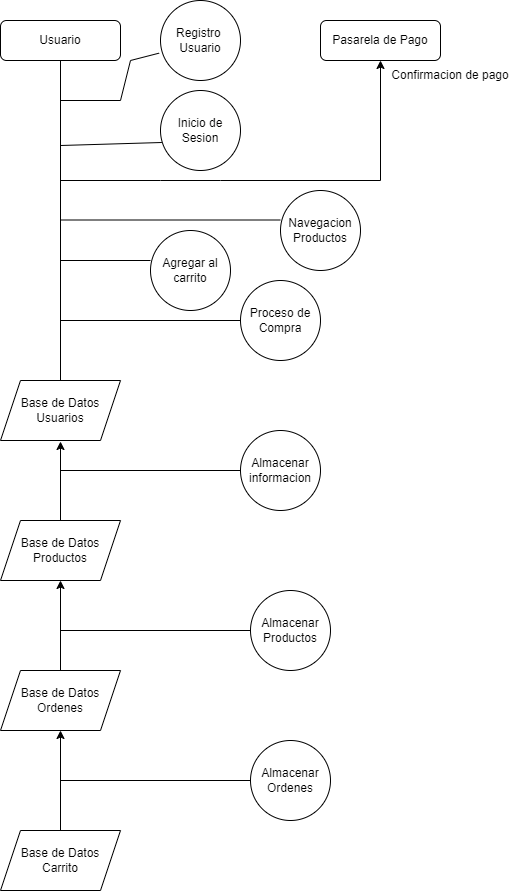 Usuario
Registro
Usuario
Pasarela de Pago
Confirmacion de pago
Inicio de
Sesion
Navegacion
Productos
Agregar al
carrito
Proceso de
Compra
Base de Datos
Usuarios
Almacenar
informacion
Base de Datos
Productos
Almacenar
Productos
Base de Datos
Ordenes
Almacenar
Ordenes
Base de Datos
Carrito